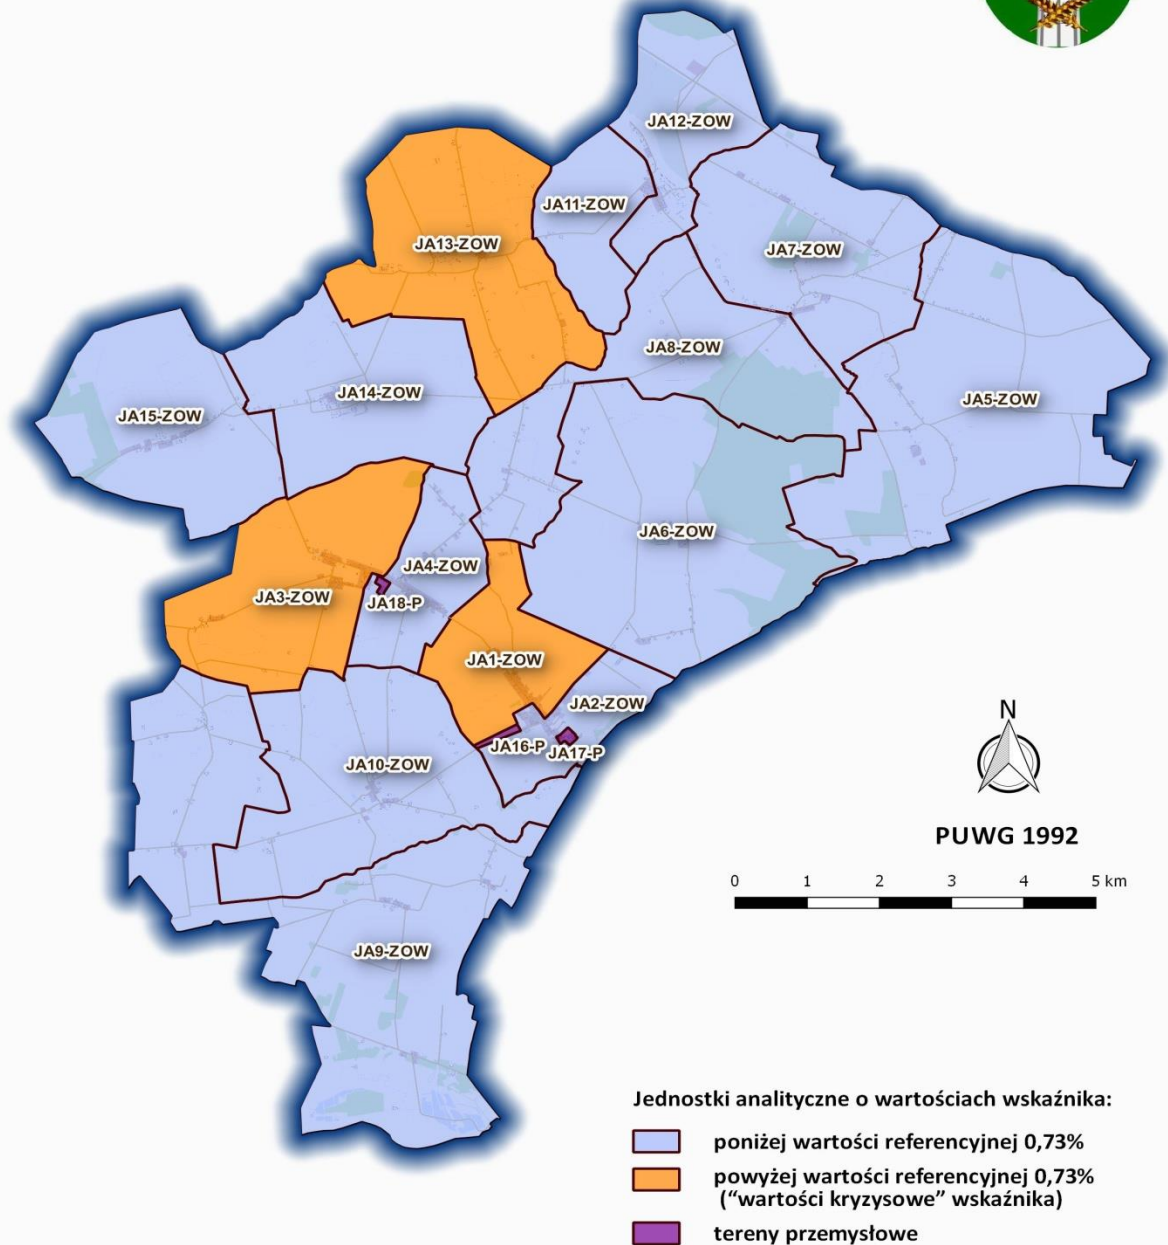 JA12-ZOW
JA11-ZOW
JA13-ZOW
JA7-ZOW
JA8-ZOW
JA14-ZOW
JA5-ZOW
JA15-ZOW
JA6-ZOW
JA4-ZOW
JA3-ZOW
JA18-P
JA1-ZOW
JA2-ZOW
JA16-P
JA17-P
JA10-ZOW
JA9-ZOW
N
PUWG 1992
0 1 2 3 4 5 km
Jednostki analityczne o wartościach wskaźnika:
poniżej wartości referencyjnej 0,73%
powyżej wartości referencyjnej 0,73%
("wartości kryzysowe" wskaźnika)
tereny przemysłowe